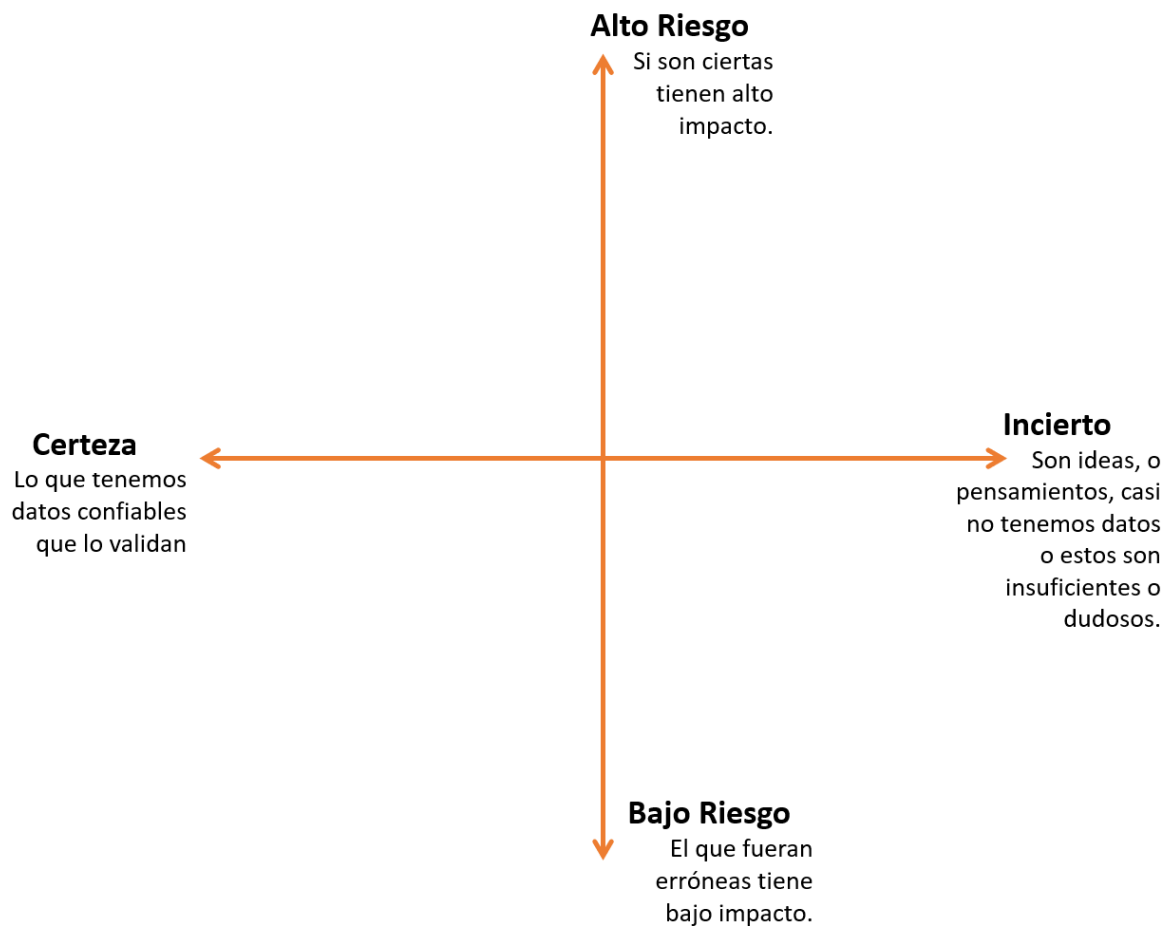 Alto Riesgo
Si son ciertas
tienen alto
impacto.
Certeza
Lo que tenemos
datos confiables
que lo validan
Incierto
Son ideas, o
pensamientos, casi
no tenemos datos
o estos son
insuficientes o
dudosos.
Bajo Riesgo
El que fueran
erróneas tiene
bajo impacto.